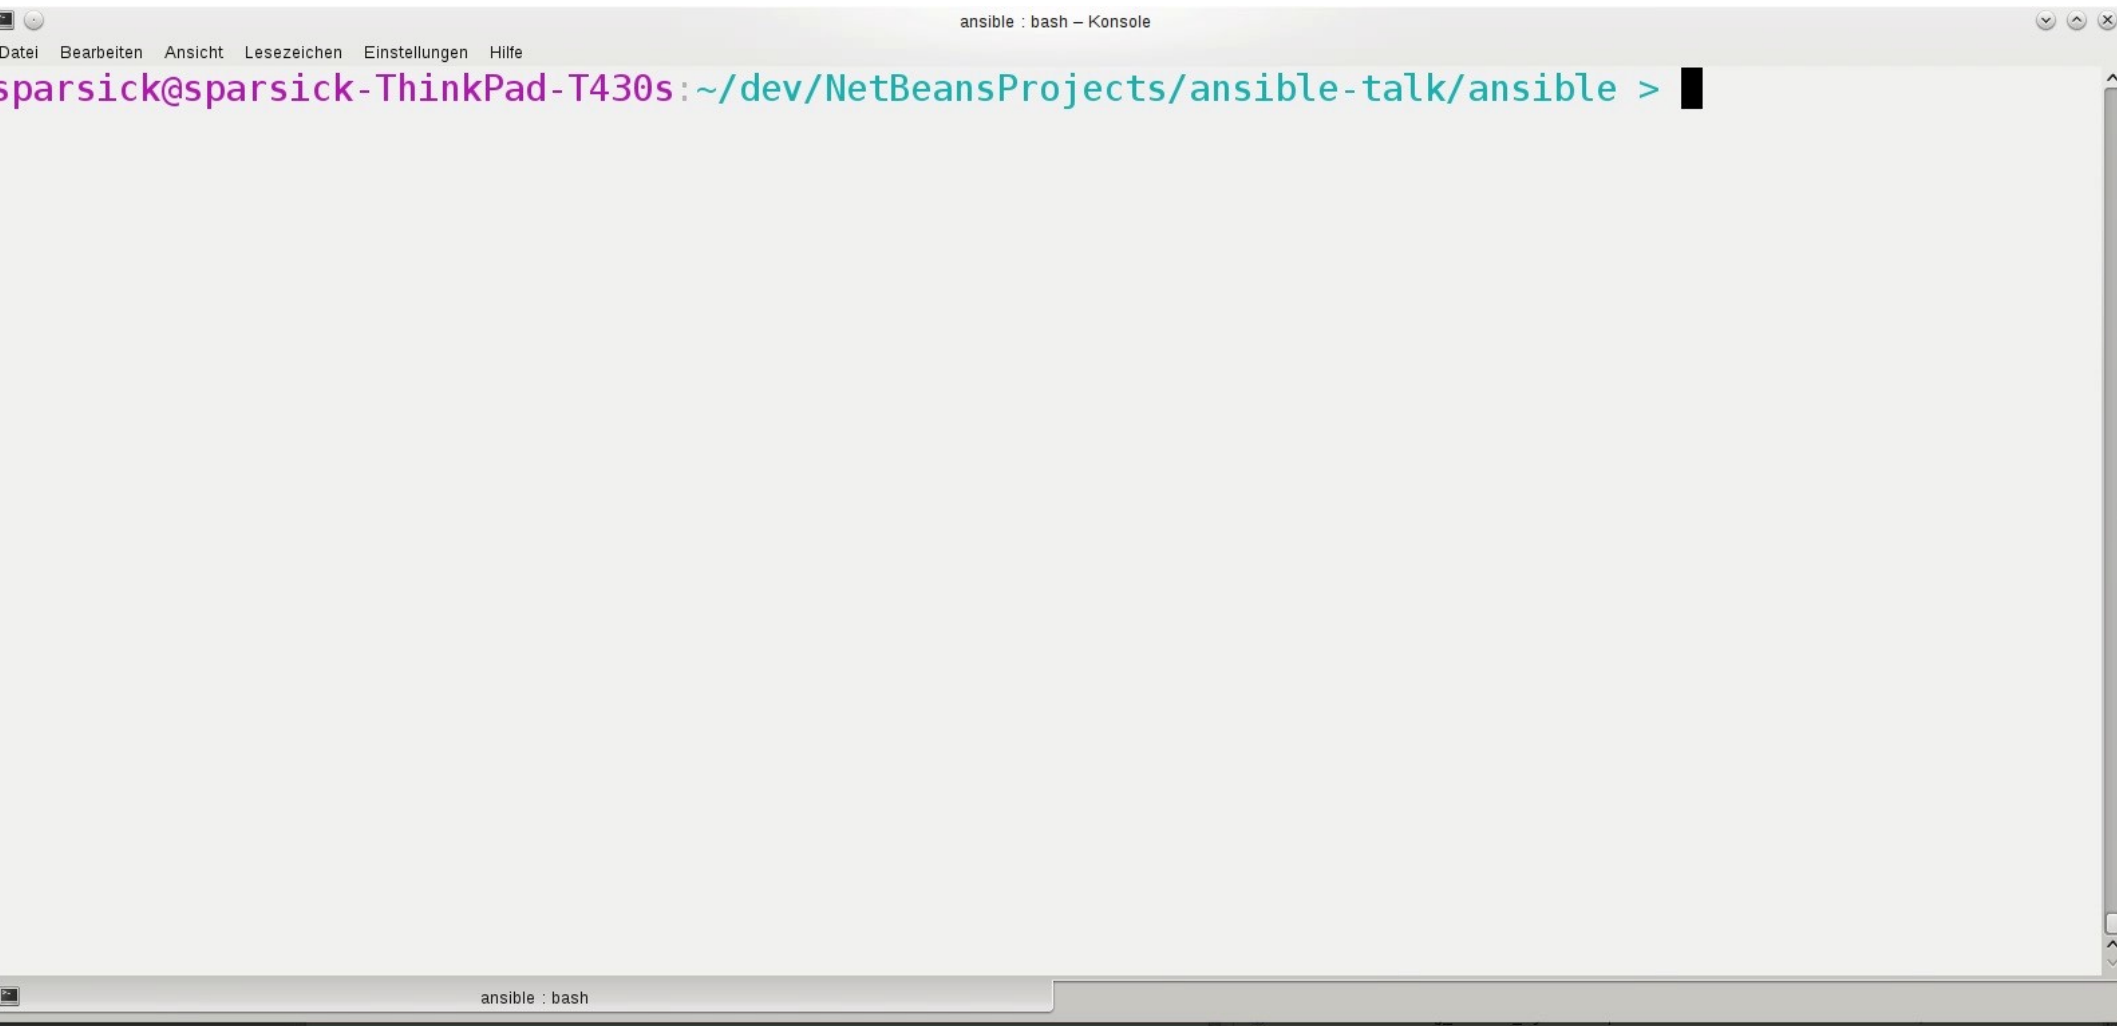 ansible : bash – Konsole
Datei Bearbeiten Ansicht Lesezeichen Einstellungen Hilfe
sparsick@sparsick-ThinkPad-T430s:~/dev/NetBeansProjects/ansible-talk/ansible >
ansible : bash